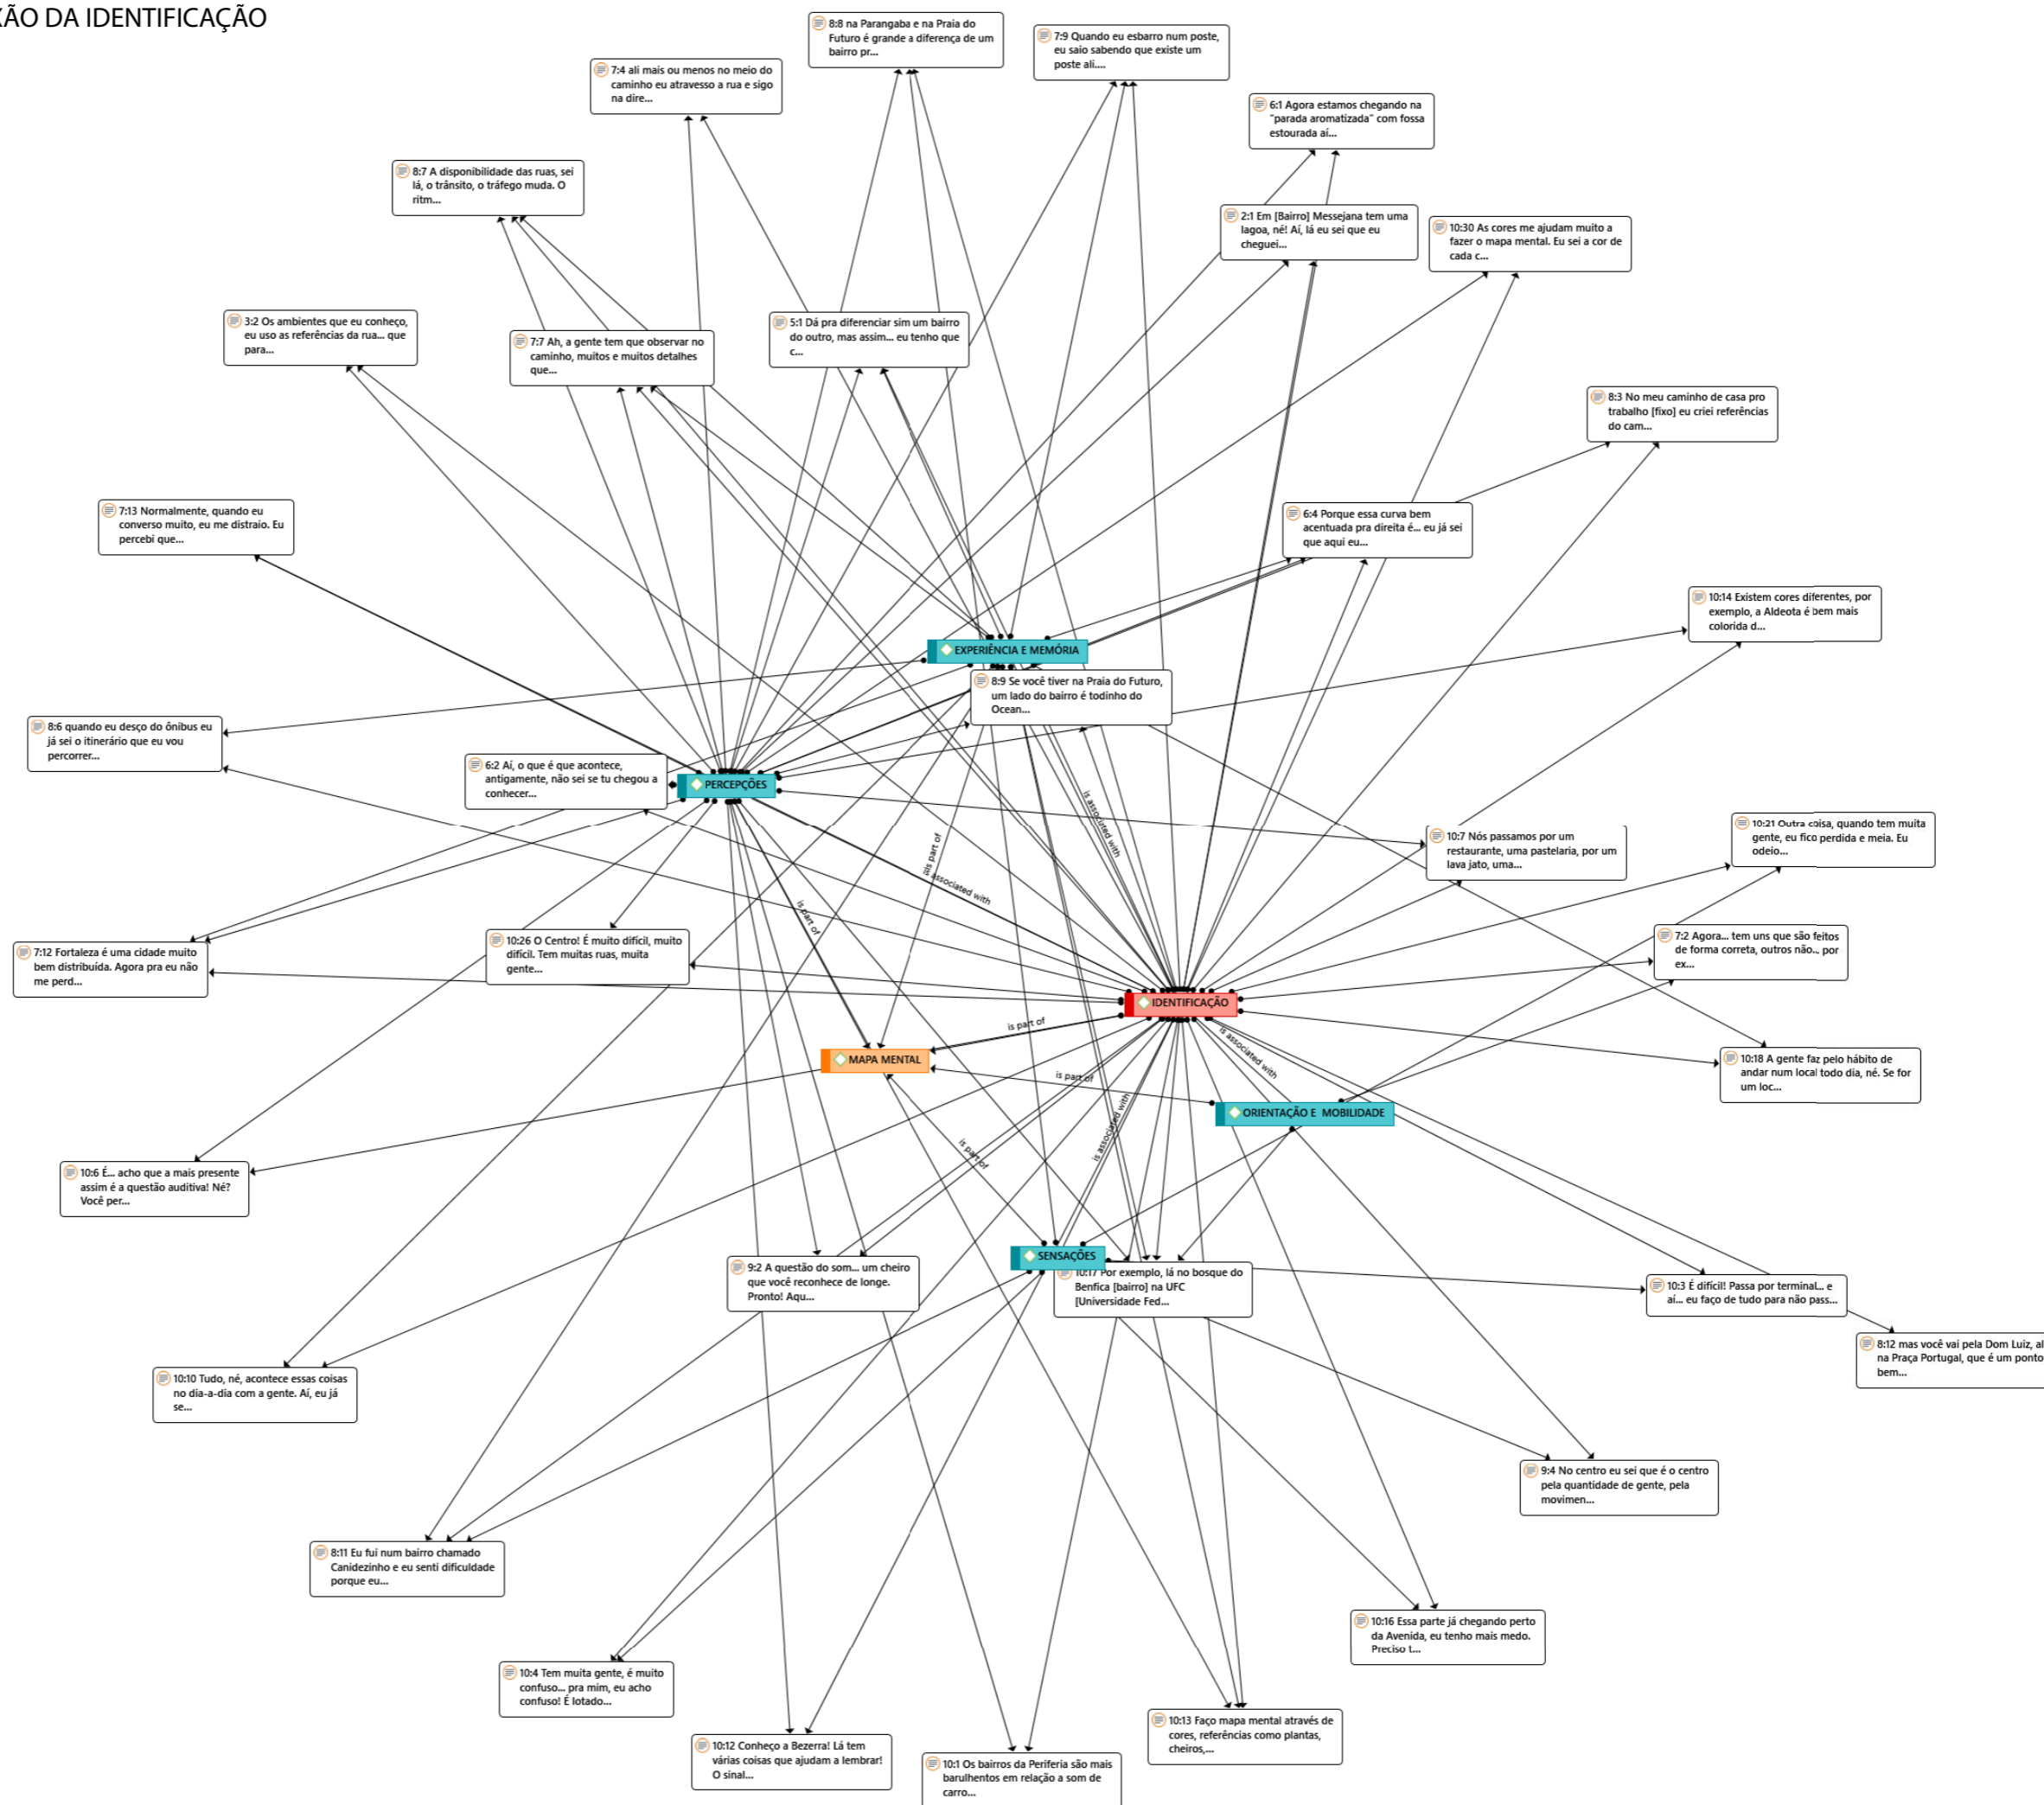 XÃO DA IDENTIFICAÇÃO
8:8 na Parangaba e na Praia do
Futuro é grande a diferença de um
bairro pr...
7:9 Quando eu esbarro num poste,
eu saio sabendo que existe um
poste ali....
7:4 ali mais ou menos no meio do
caminho eu atravesso a rua e sigo
na dire...
6:1 Agora estamos chegando na
"parada aromatizada" com fossa
estourada aí...
8:7 A disponibilidade das ruas, sei
lá, o trânsito, o tráfego muda. O
ritm...
2:1 Em [Bairro] Messejana tem uma
lagoa, né! Aí, lá eu sei que eu
cheguei...
10:30 As cores me ajudam muito a
fazer o mapa mental. Eu sei a cor de
cada c...
3:2 Os ambientes que eu conheço,
eu uso as referências da rua... que
para...
7:7 Ah, a gente tem que observar no
caminho, muitos e muitos detalhes
que...
5:1 Dá pra diferenciar sim um bairro
do outro, mas assim... eu tenho que
c...
8:3 No meu caminho de casa pro
trabalho [fixo] eu criei referências
do cam...
7:13 Normalmente, quando eu
converso muito, eu me distraio. Eu
percebi que...
6:4 Porque essa curva bem
acentuada pra direita é... eu já sei
que aqui eu...
10:14 Existem cores diferentes, por
exemplo, a Aldeota é bem mais
colorida d...
EXPERIÊNCIA E MEMÓRIA
8:9 Se você tiver na Praia do Futuro,
um lado do bairro é todinho do
Ocean...
8:6 quando eu desço do ônibus eu
já sei o itinerário que eu vou
percorrer...
6:2 Aí, o que é que acontece,
antigamente, não sei se tu chegou a
conhecer...
PERCEPÇÕES
is associated with
is part of
is associated with
is part of
10:7 Nós passamos por um
restaurante, uma pastelaria, por um
lava jato, uma...
10:21 Outra coisa, quando tem muita
gente, eu fico perdida e meia. Eu
odeio...
7:12 Fortaleza é uma cidade muito
bem distribuída. Agora pra eu não
me perd...
10:26 O Centro! É muito difícil, muito
difícil. Tem muitas ruas, muita
gente...
7:2 Agora... tem uns que são feitos
de forma correta, outros não... por
ex...
IDENTIFICAÇÃO
is part of
is associated with
MAPA MENTAL
is part of
10:18 A gente faz pelo hábito de
andar num local todo dia, né. Se for
um loc...
ORIENTAÇÃO E MOBILIDADE
is associated with
is part of
10:6 É... acho que a mais presente
assim é a questão auditiva! Né?
Você per...
SENSAÇÕES
9:2 A questão do som... um cheiro
que você reconhece de longe.
Pronto! Aqu...
10:17 Por exemplo, lá no bosque do
Benfica [bairro] na UFC
[Universidade Fed...
10:3 É difícil! Passa por terminal... e
aí... eu faço de tudo para não pass...
8:12 mas você vai pela Dom Luiz, al
na Praça Portugal, que é um ponto
bem...
10:10 Tudo, né, acontece essas coisas
no dia-a-dia com a gente. Aí, eu já
se...
9:4 No centro eu sei que é o centro
pela quantidade de gente, pela
movimen...
8:11 Eu fui num bairro chamado
Canidezinho e eu senti dificuldade
porque eu...
10:16 Essa parte já chegando perto
da Avenida, eu tenho mais medo.
Preciso t...
10:4 Tem muita gente, é muito
confuso... pra mim, eu acho
confuso! É lotado...
10:13 Faço mapa mental através de
cores, referências como plantas,
cheiros,...
10:12 Conheço a Bezerra! Lá tem
várias coisas que ajudam a lembrar!
O sinal...
10:1 Os bairros da Periferia são mais
barulhentos em relação a som de
carro...